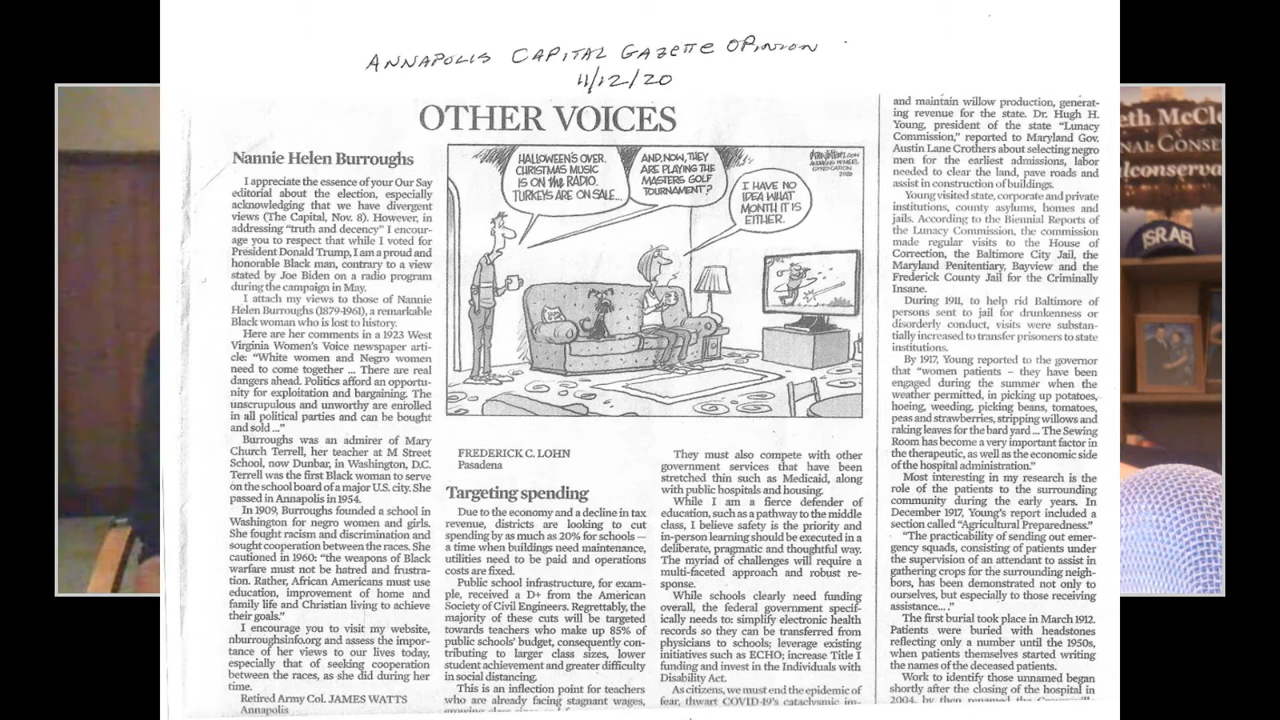 ANNAPOLIS CAPITAL GAZETTE OPINION
11/12/20
OTHER VOICES
Nannie Helen Burroughs
I appreciate the essence of your Our Say
editorial about the election, especially
acknowledging that we have divergent
views (The Capital, Nov. 8). However, in
addressing "truth and decency" I encour-
age you to respect that while I voted for
President Donald Trump, I am a proud and
honorable Black man, contrary to a view
stated by Joe Biden on a radio program
during the campaign in May.
I attach my views to those of Nannie
Helen Burroughs (1879-1961), a remarkable
Black woman who is lost to history.
Here are her comments in a 1923 West
Virginia Women's Voice newspaper arti-
cle: "White women and Negro women
need to come together ... There are real
dangers ahead. Politics afford an opportu-
nity for exploitation and bargaining. The
unscrupulous and unworthy are enrolled
in all political parties and can be bought
and sold ..."
Burroughs was an admirer of Mary
Church Terrell, her teacher at M Street
School, now Dunbar, in Washington, D.C.
Terrell was the first Black woman to serve
on the school board of a major U.S. city. She
passed in Annapolis in 1954.
In 1909, Burroughs founded a school in
Washington for negro women and girls.
She fought racism and discrimination and
sought cooperation between the races. She
cautioned in 1960: "the weapons of Black
warfare must not be hatred and frustra-
tion. Rather, African Americans must use
education, improvement of home and
family life and Christian living to achieve
their goals."
I encourage you to visit my website,
nburroughsinfo.org and assess the impor-
tance of her views to our lives today,
especially that of seeking cooperation
between the races, as she did during her
time.
Retired Army Col. JAMES WATTS
Annapolis
HALLOWEEN'S OVER.
CHRISTMAS MUSIC
IS ON the RADIO.
TURKEYS ARE ON SALE...
AND, NOW, THEY
ARE PLAYING THE
MASTERS GOLF
TOURNAMENT?
I HAVE NO
IDEA WHAT
MONTH IT IS
EITHER.
2020
FREDERICK C. LOHN
Pasadena
Targeting spending
Due to the economy and a decline in tax
revenue, districts are looking to cut
spending by as much as 20% for schools —
a time when buildings need maintenance,
utilities need to be paid and operations
costs are fixed.
Public school infrastructure, for exam-
ple, received a D+ from the American
Society of Civil Engineers. Regrettably, the
majority of these cuts will be targeted
towards teachers who make up 85% of
public schools' budget, consequently con-
tributing to larger class sizes, lower
student achievement and greater difficulty
in social distancing.
This is an inflection point for teachers
who are already facing stagnant wages,
They must also compete with other
government services that have been
stretched thin such as Medicaid, along
with public hospitals and housing.
While I am a fierce defender of
education, such as a pathway to the middle
class, I believe safety is the priority and
in-person learning should be executed in a
deliberate, pragmatic and thoughtful way.
The myriad of challenges will require a
multi-faceted approach and robust re-
sponse.
While schools clearly need funding
overall, the federal government specif-
ically needs to: simplify electronic health
records so they can be transferred from
physicians to schools; leverage existing
initiatives such as ECHO; increase Title I
funding and invest in the Individuals with
Disability Act.
As citizens, we must end the epidemic of
fear, thwart COVID-19's cataclysmic im-
and maintain willow production, generat-
ing revenue for the state. Dr. Hugh H.
Young, president of the state "Lunacy
Commission," reported to Maryland Gov.
Austin Lane Crothers about selecting negro
men for the earliest admissions, labor
needed to clear the land, pave roads and
assist in construction of buildings.
Young visited state, corporate and private
institutions, county asylums, homes and
jails. According to the Biennial Reports of
the Lunacy Commission, the commission
made regular visits to the House of
Correction, the Baltimore City Jail, the
Maryland Penitentiary, Bayview and the
Frederick County Jail for the Criminally
Insane.
During 1911, to help rid Baltimore of
persons sent to jail for drunkenness or
disorderly conduct, visits were substan-
tially increased to transfer prisoners to state
institutions.
By 1917, Young reported to the governor
that "women patients – they have been
engaged during the summer when the
weather permitted, in picking up potatoes,
hoeing, weeding, picking beans, tomatoes,
peas and strawberries, stripping willows and
raking leaves for the bard yard ... The Sewing
Room has become a very important factor in
the therapeutic, as well as the economic side
of the hospital administration."
Most interesting in my research is the
role of the patients to the surrounding
community during the early years. In
December 1917, Young's report included a
section called "Agricultural Preparedness."
"The practicability of sending out emer-
gency squads, consisting of patients under
the supervision of an attendant to assist in
gathering crops for the surrounding neigh-
bors, has been demonstrated not only to
ourselves, but especially to those receiving
assistance...."
The first burial took place in March 1912.
Patients were buried with headstones
reflecting only a number until the 1950s,
when patients themselves started writing
the names of the deceased patients.
Work to identify those unnamed began
shortly after the closing of the hospital in
2004, by then renamed the
eth McCl
NAL CONSE
lconserva
ISRAEL